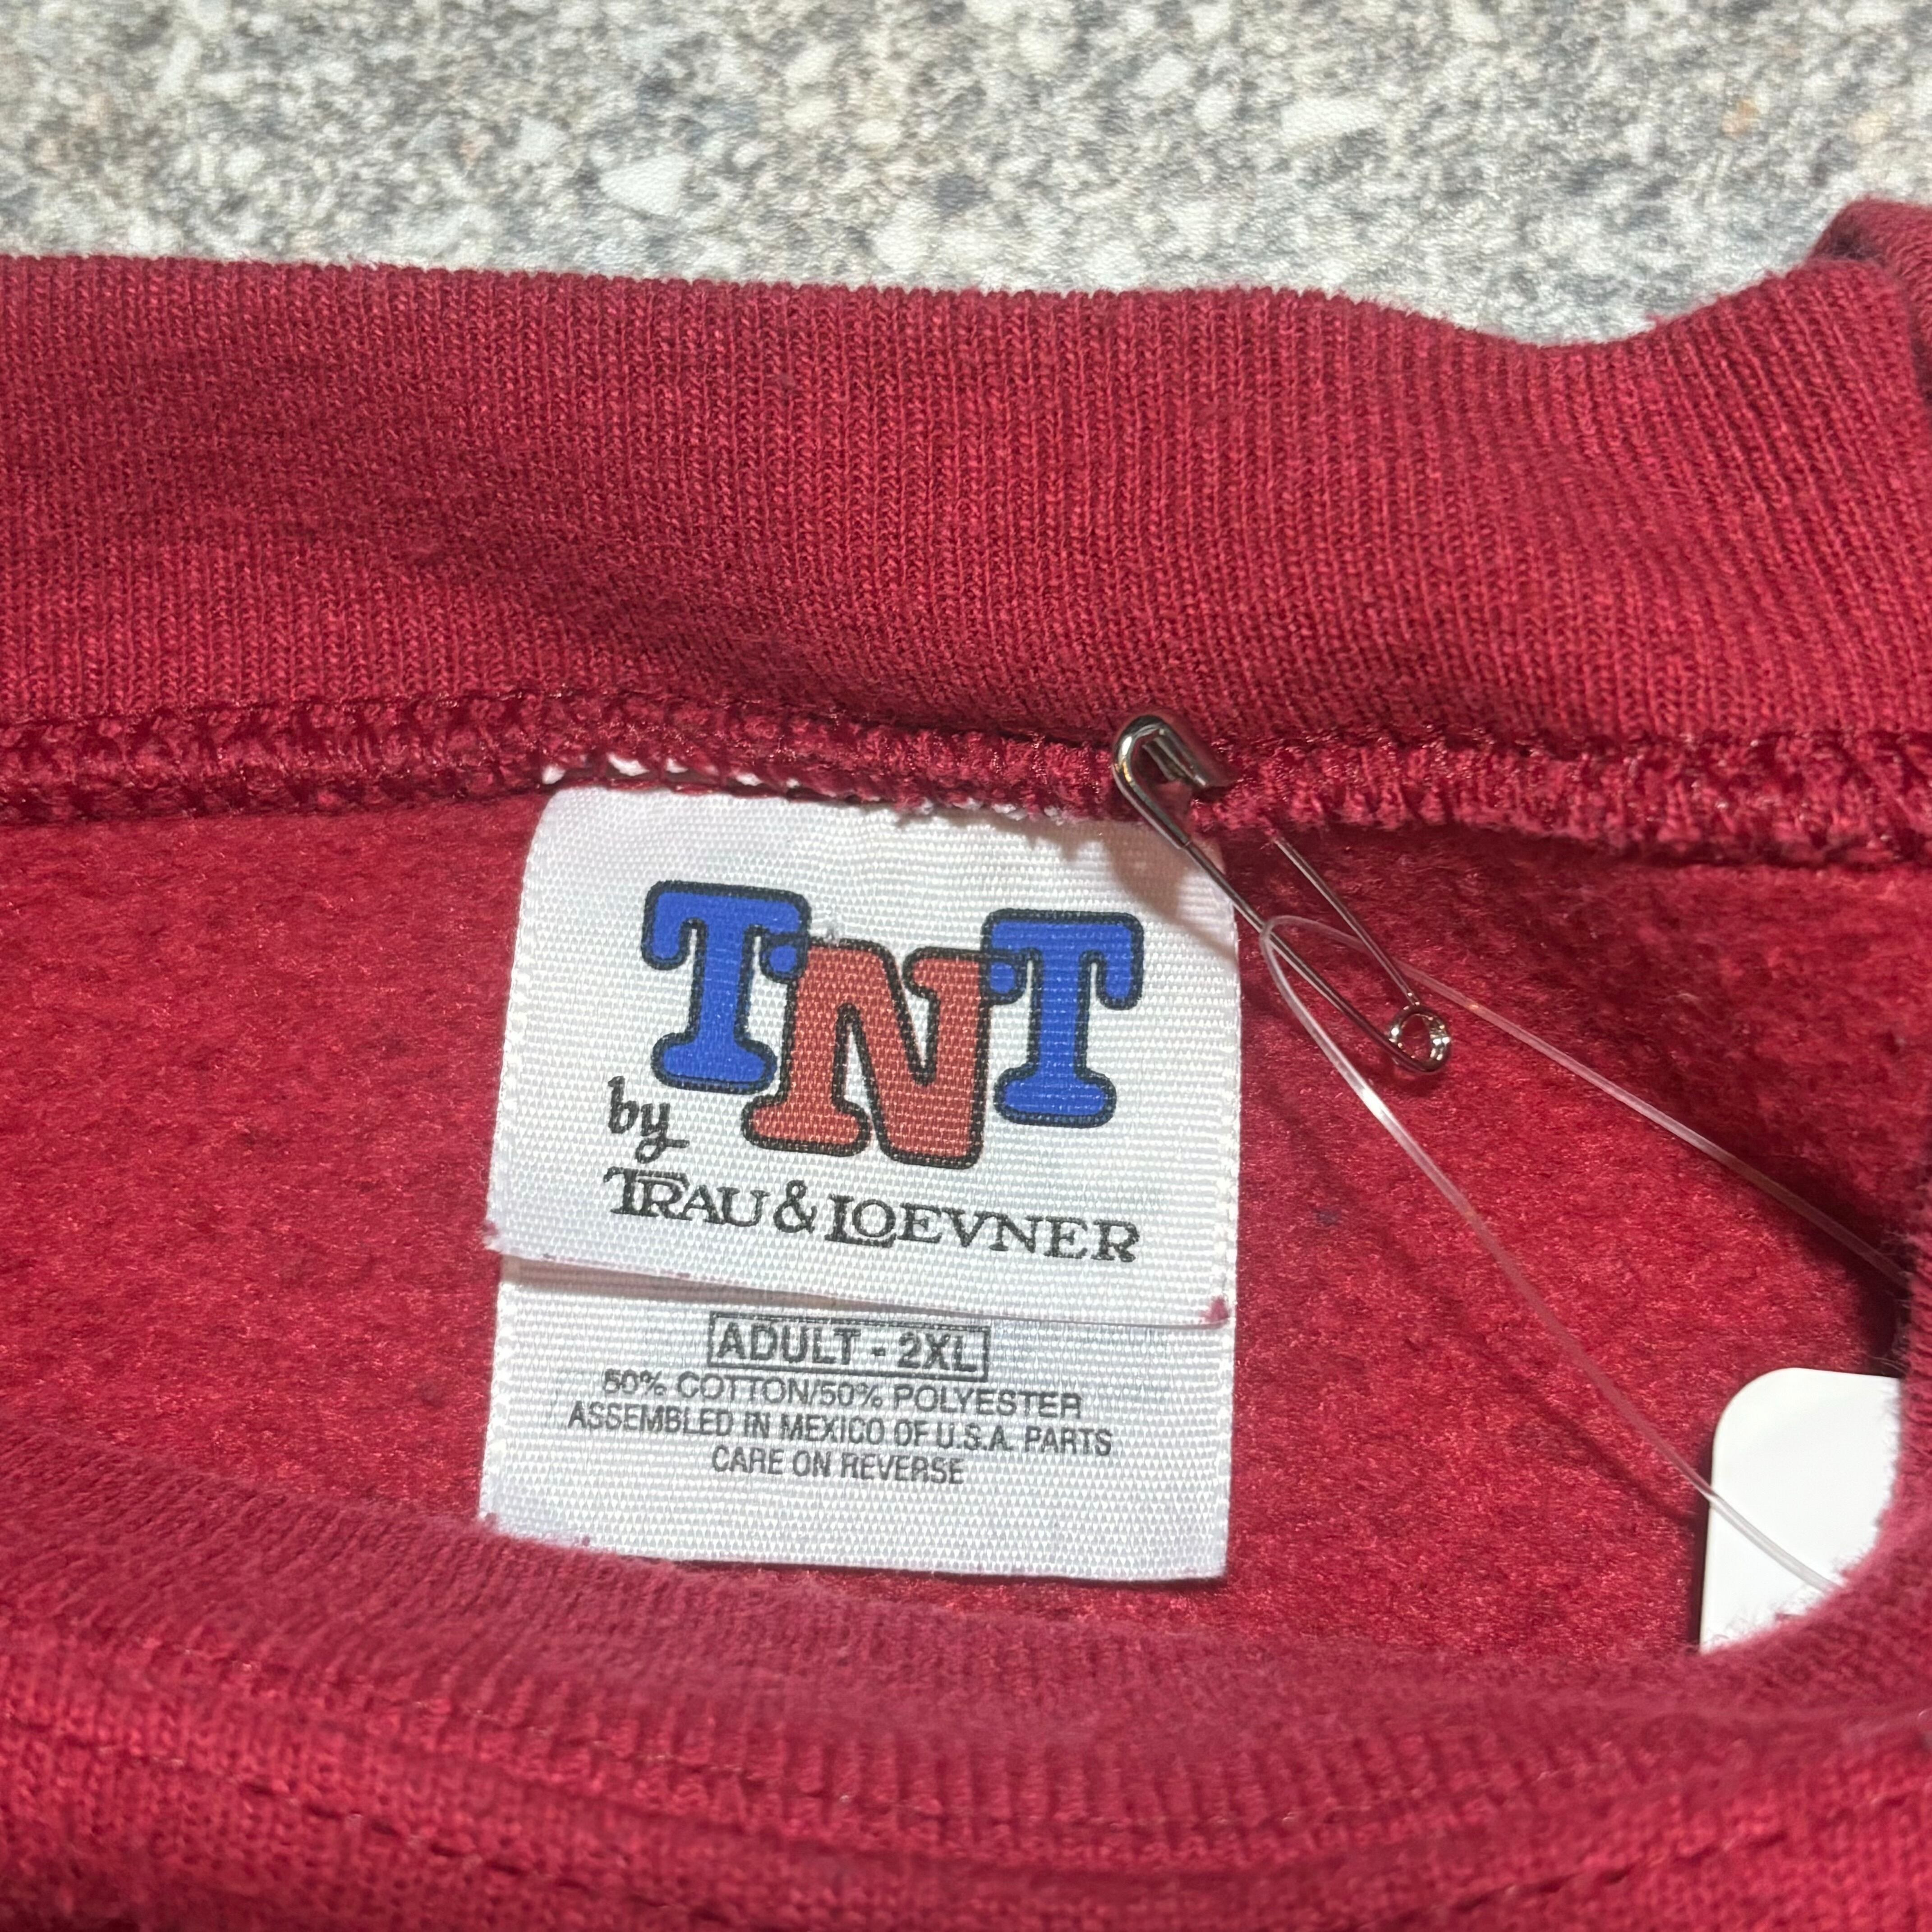 TNT
by
TRAU & LOEVNER
ADULT - 2XL
50% COTTON/50% POLYESTER
ASSEMBLED IN MEXICO OF U.S.A. PARTS
CARE ON REVERSE